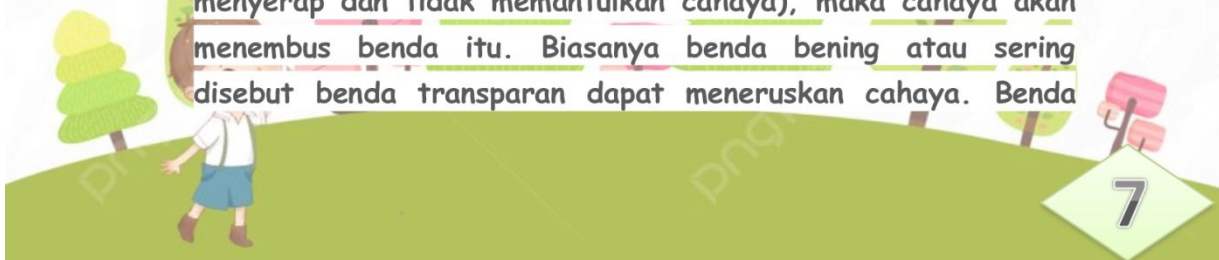 menyerap dan tidak memantulkan cahaya), maka cahaya akan
menembus benda itu. Biasanya benda bening atau sering
disebut benda transparan dapat meneruskan cahaya. Benda
7